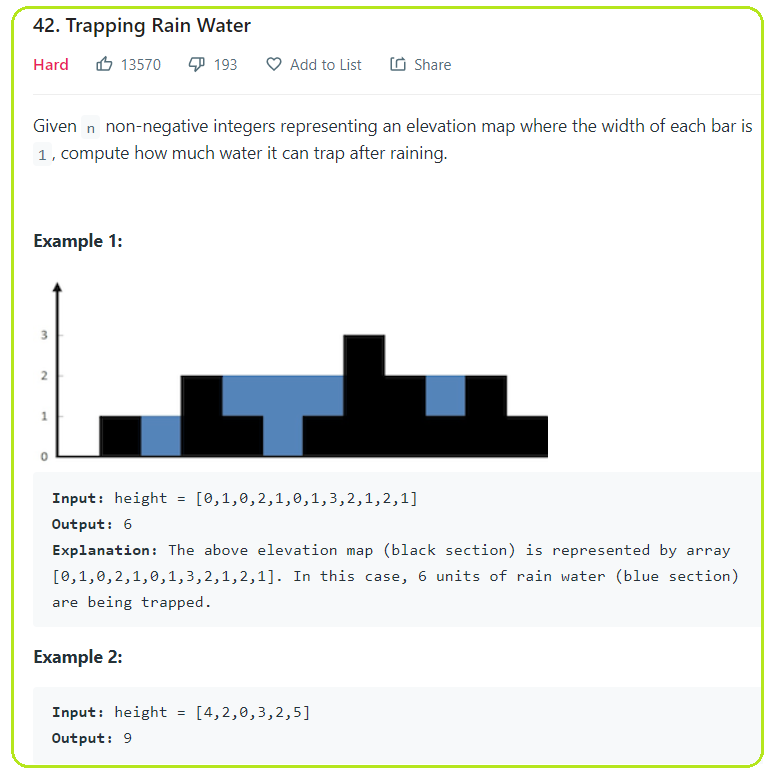 42. Trapping Rain Water
Hard 13570 193 Add to List Share
Given n non-negative integers representing an elevation map where the width of each bar is
1, compute how much water it can trap after raining.
Example 1:
3
2
1
0
Input: height = [0,1,0,2,1,0,1,3,2,1,2,1]
Output: 6
Explanation: The above elevation map (black section) is represented by array
[0,1,0,2,1,0,1,3,2,1,2,1]. In this case, 6 units of rain water (blue section)
are being trapped.
Example 2:
Input: height = [4,2,0,3,2,5]
Output: 9